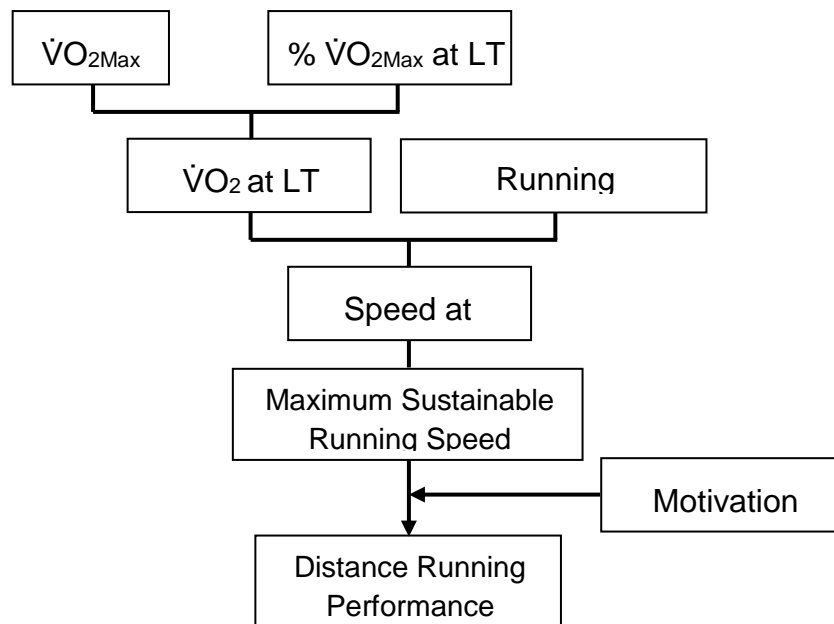 V̇O₂Max
% V̇O₂Max at LT
V̇O₂ at LT
Running
Speed at
Maximum Sustainable
Running Speed
Motivation
Distance Running
Performance